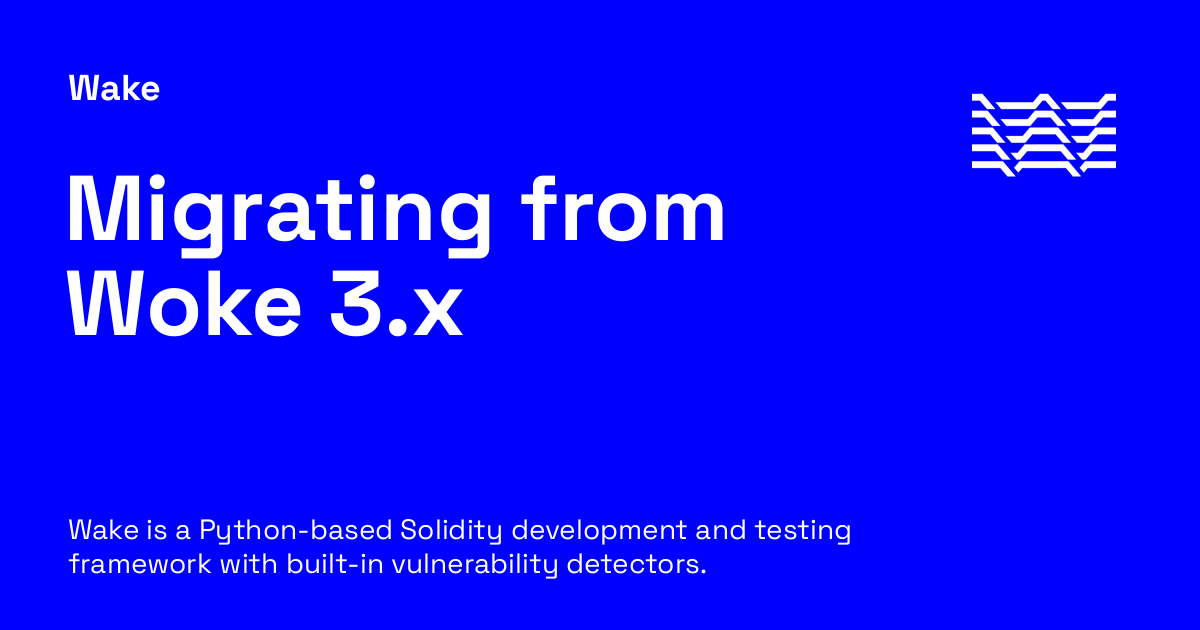 Wake
Migrating from
Woke 3.x
Wake is a Python-based Solidity development and testing
framework with built-in vulnerability detectors.